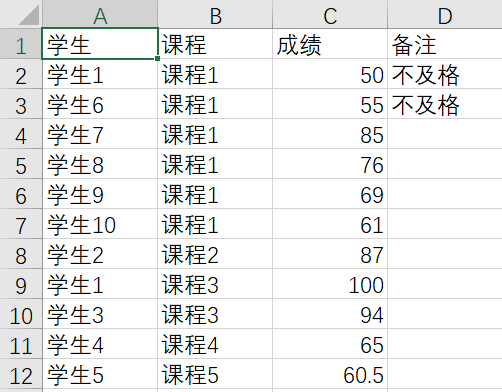 A B C D
1 学生 课程 成绩 备注
2 学生1 课程1 50 不及格
3 学生6 课程1 55 不及格
4 学生7 课程1 85
5 学生8 课程1 76
6 学生9 课程1 69
7 学生10 课程1 61
8 学生2 课程2 87
9 学生1 课程3 100
10 学生3 课程3 94
11 学生4 课程4 65
12 学生5 课程5 60.5